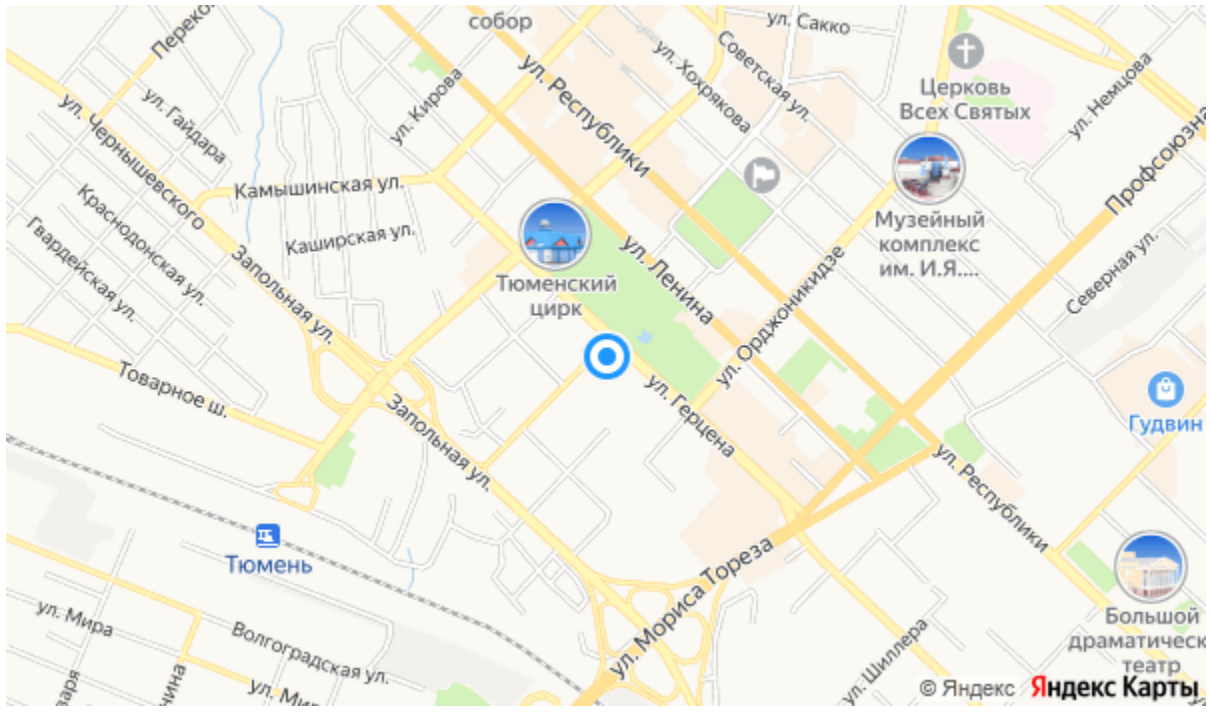 собор
ул. Сакко
Переко
ул. Кирова
ул. Республики
ул. Хохрякова
Советская ул.
Церковь
Всех Святых
ул. Немцова
ул. Гайдара
ул. Чернышевского
Камышинская ул.
Каширская ул.
Краснодонская ул.
Гвардейская ул.
Запольная ул.
Тюменский
цирк
ул. Ленина
Музейный
комплекс
им. И.Я....
Профсоюзна
Северная ул.
ул. Орджоникидзе
Товарное ш.
Запольная ул.
ул. Герцена
Гудвин
ул. Республики
Тюмень
ул. Мориса Тореза
Большой
драматическ
театр
ул. Мира
Волгоградская ул.
ул. Ми
ул. Шиллера
варя
нина
© Яндекс Яндекс Карты